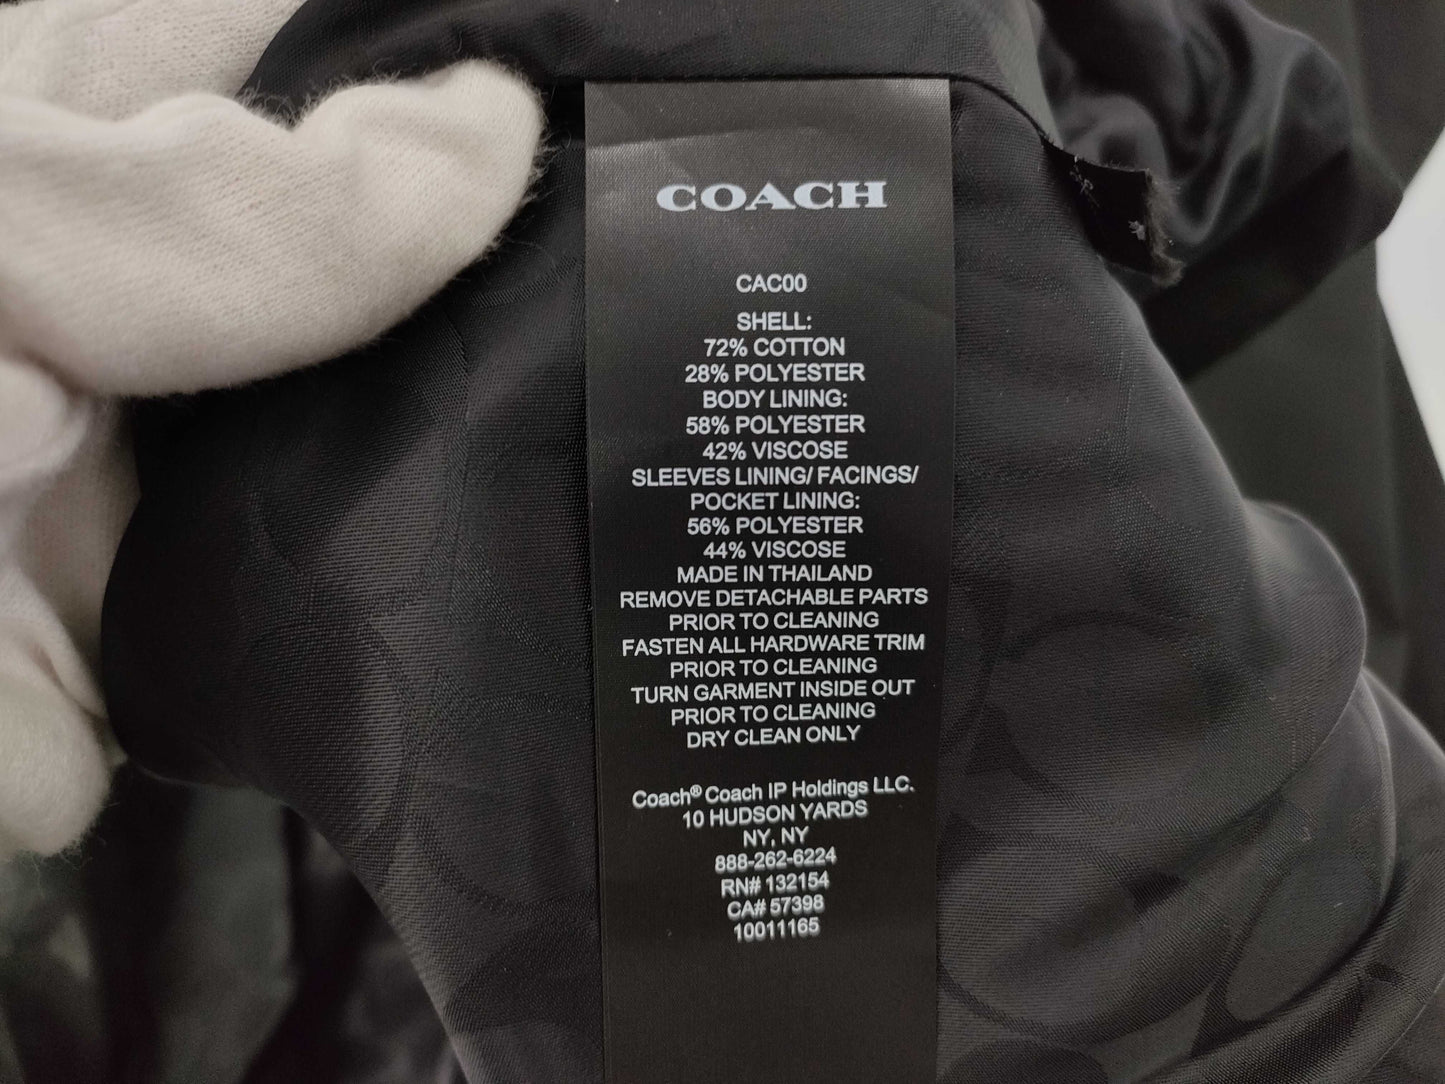 COACH
CAC00
SHELL:
72% COTTON
28% POLYESTER
BODY LINING:
58% POLYESTER
42% VISCOSE
SLEEVES LINING/ FACINGS/
POCKET LINING:
56% POLYESTER
44% VISCOSE
MADE IN THAILAND
REMOVE DETACHABLE PARTS
PRIOR TO CLEANING
FASTEN ALL HARDWARE TRIM
PRIOR TO CLEANING
TURN GARMENT INSIDE OUT
PRIOR TO CLEANING
DRY CLEAN ONLY
Coach® Coach IP Holdings LLC.
10 HUDSON YARDS
NY, NY
888-262-6224
RN# 132154
CA# 57398
10011165